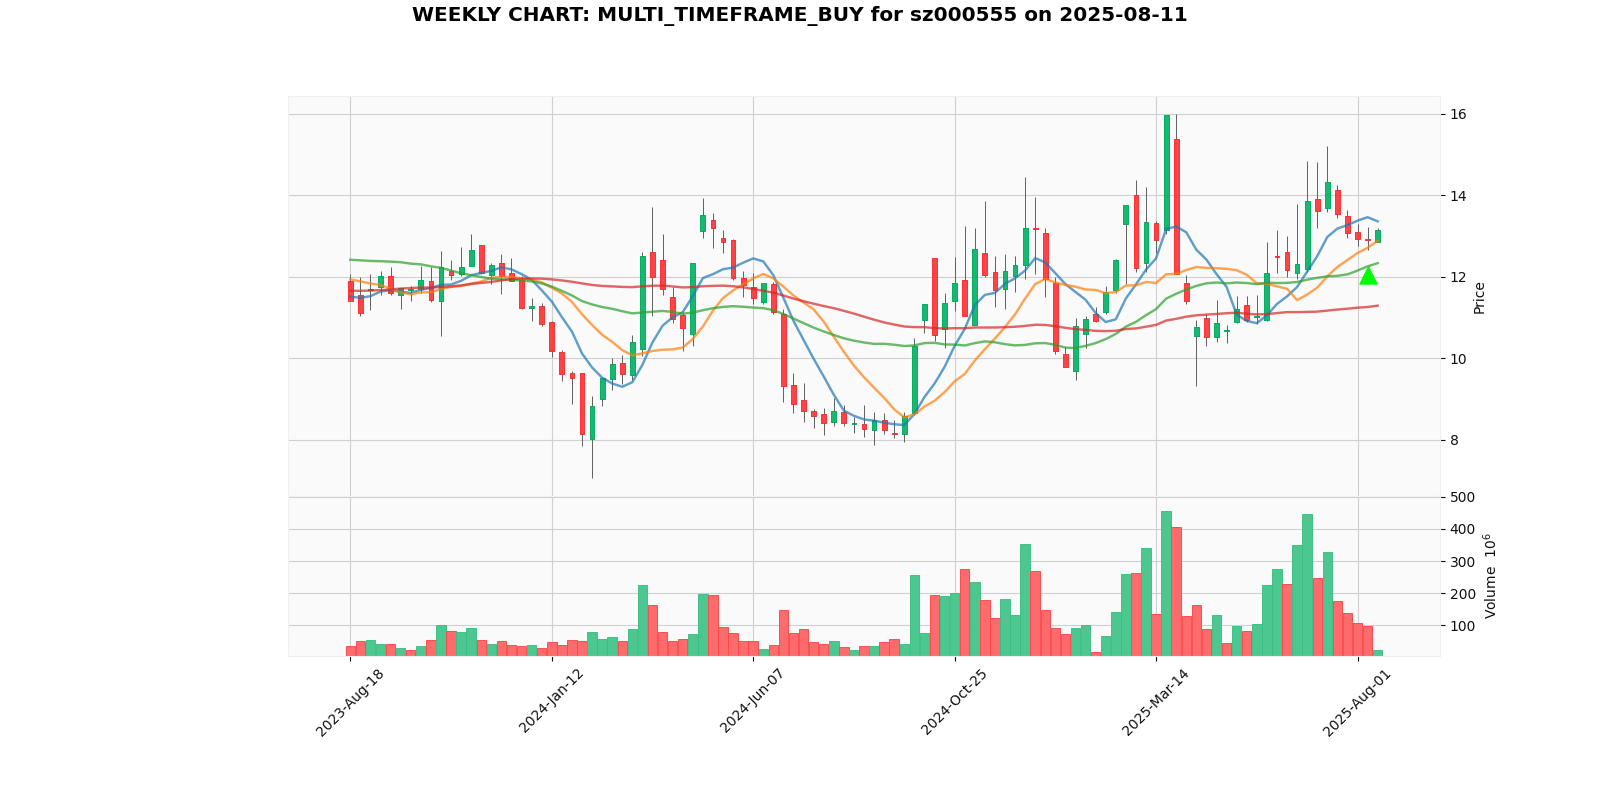 WEEKLY CHART: MULTI_TIMEFRAME_BUY for sz000555 on 2025-08-11
16
14
12
10
8
Price
500
400
300
200
100
Volume 10^6
2023-Aug-18
2024-Jan-12
2024-Jun-07
2024-Oct-25
2025-Mar-14
2025-Aug-01